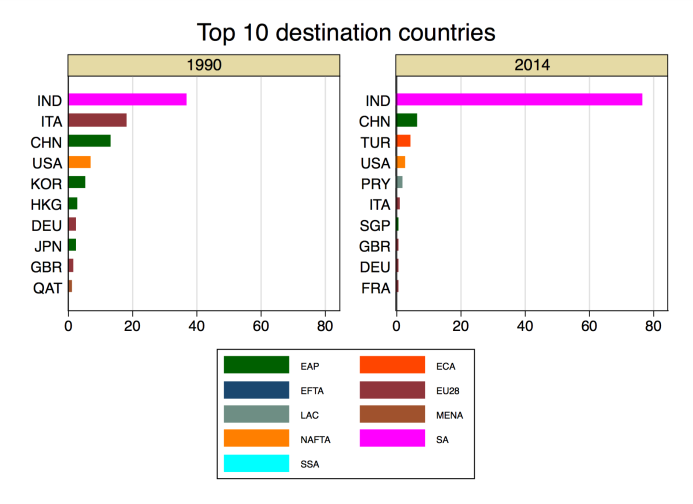 Top 10 destination countries
1990
IND
ITA
CHN
USA
KOR
HKG
DEU
JPN
GBR
QAT
0 20 40 60 80
2014
IND
CHN
TUR
USA
PRY
ITA
SGP
GBR
DEU
FRA
0 20 40 60 80
EAP ECA
EFTA EU28
LAC MENA
NAFTA SA
SSA